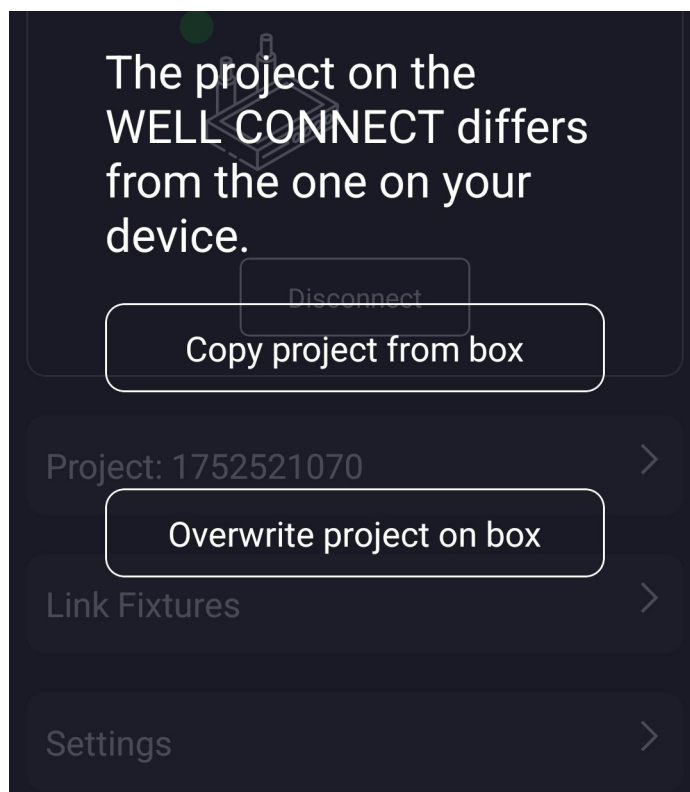 The project on the
WELL CONNECT differs
from the one on your
device.
Disconnect
Copy project from box
Project: 1752521070
Overwrite project on box
Link Fixtures
Settings